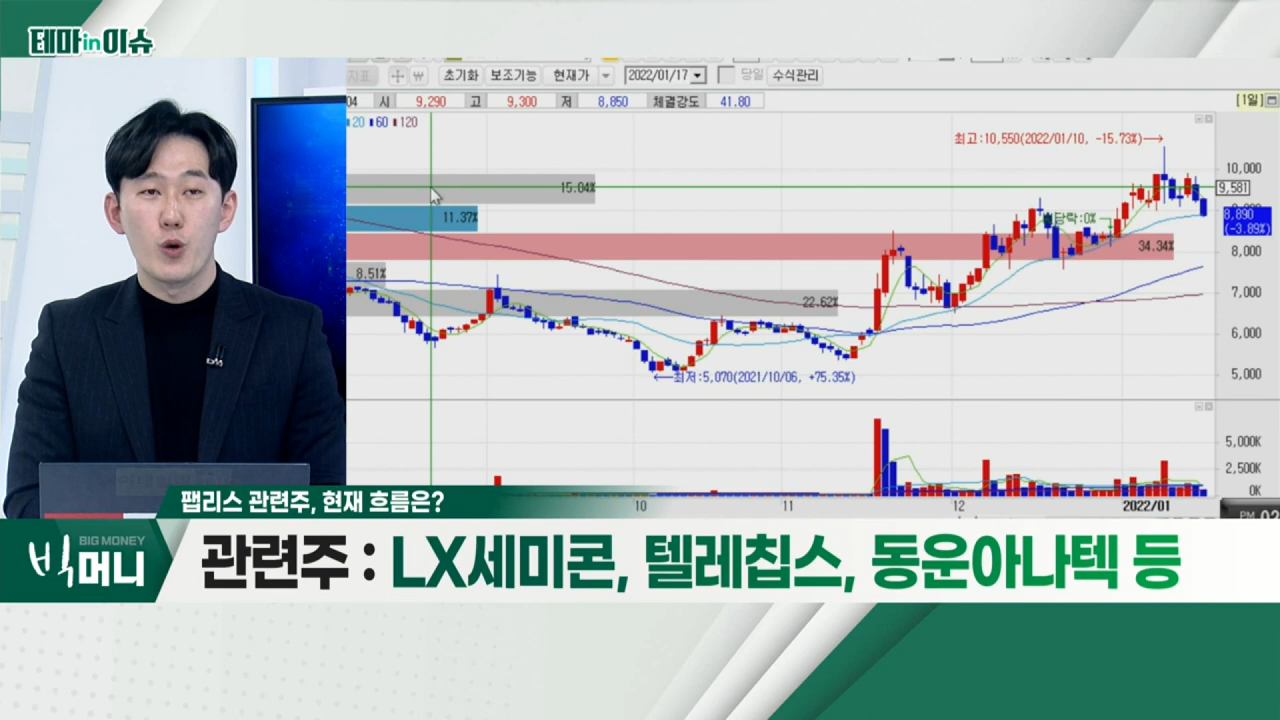 테마in이슈
지표 ₩ 초기화 보조기능 현재가 2022/01/17 당일 수식관리
04 시 9,290 고 9,300 저 8,850 체결강도 41.80 [1일]
20 60 120
최고:10,550(2022/01/10, -15.73%)→
10,000
15.04%
9,581
11.37%
8,890
(-3.89%)
락:0%
34.34%
8,000
8.51%
7,000
22.62%
6,000
←최저:5,070(2021/10/06, +75.35%)
5,000
5,000K
2,500K
0K
10 11 12 2022/01
팹리스 관련주, 현재 흐름은?
BIG MONEY
빅머니
관련주 : LX세미콘, 텔레칩스, 동운아나텍 등